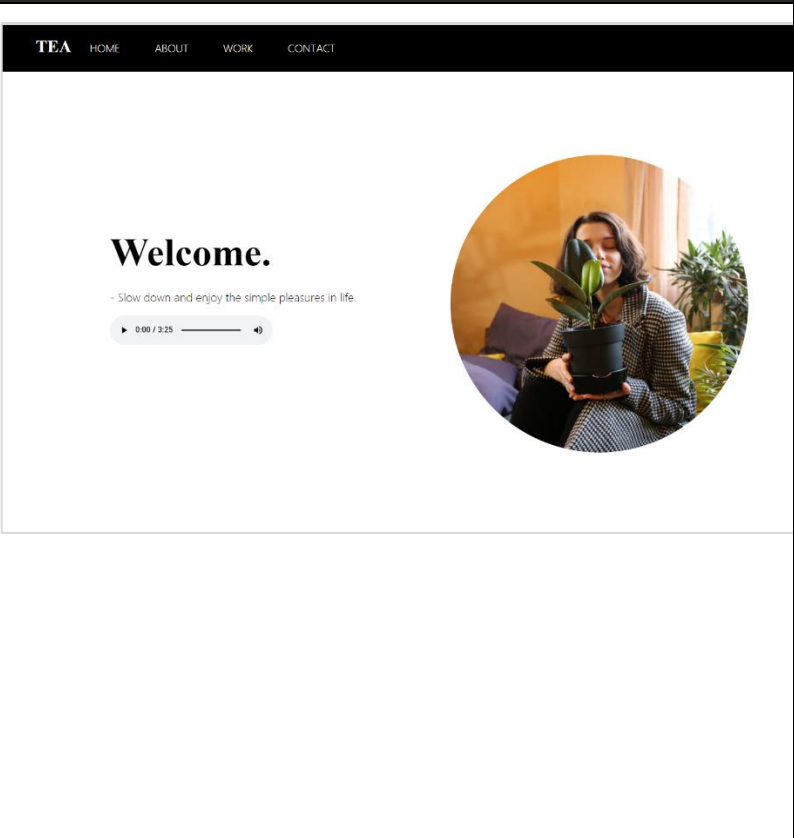 TEA HOME ABOUT WORK CONTACT
Welcome.
- Slow down and enjoy the simple pleasures in life.
0:00 / 3:25